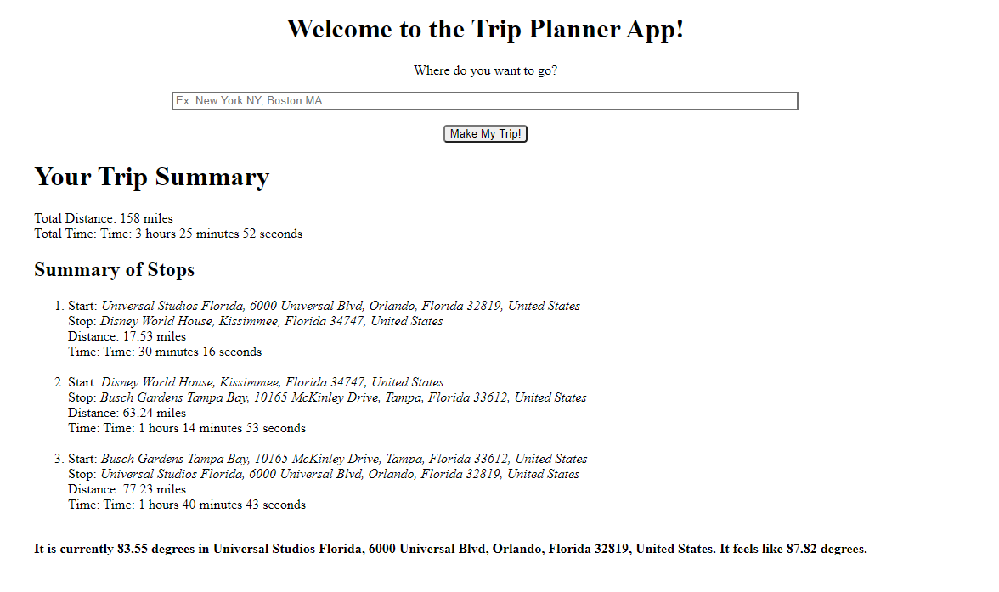 Welcome to the Trip Planner App!
Where do you want to go?
Ex. New York NY, Boston MA
Make My Trip!
Your Trip Summary
Total Distance: 158 miles
Total Time: Time: 3 hours 25 minutes 52 seconds
Summary of Stops
1. Start: Universal Studios Florida, 6000 Universal Blvd, Orlando, Florida 32819, United States
Stop: Disney World House, Kissimmee, Florida 34747, United States
Distance: 17.53 miles
Time: Time: 30 minutes 16 seconds
2. Start: Disney World House, Kissimmee, Florida 34747, United States
Stop: Busch Gardens Tampa Bay, 10165 McKinley Drive, Tampa, Florida 33612, United States
Distance: 63.24 miles
Time: Time: 1 hours 14 minutes 53 seconds
3. Start: Busch Gardens Tampa Bay, 10165 McKinley Drive, Tampa, Florida 33612, United States
Stop: Universal Studios Florida, 6000 Universal Blvd, Orlando, Florida 32819, United States
Distance: 77.23 miles
Time: Time: 1 hours 40 minutes 43 seconds
It is currently 83.55 degrees in Universal Studios Florida, 6000 Universal Blvd, Orlando, Florida 32819, United States. It feels like 87.82 degrees.